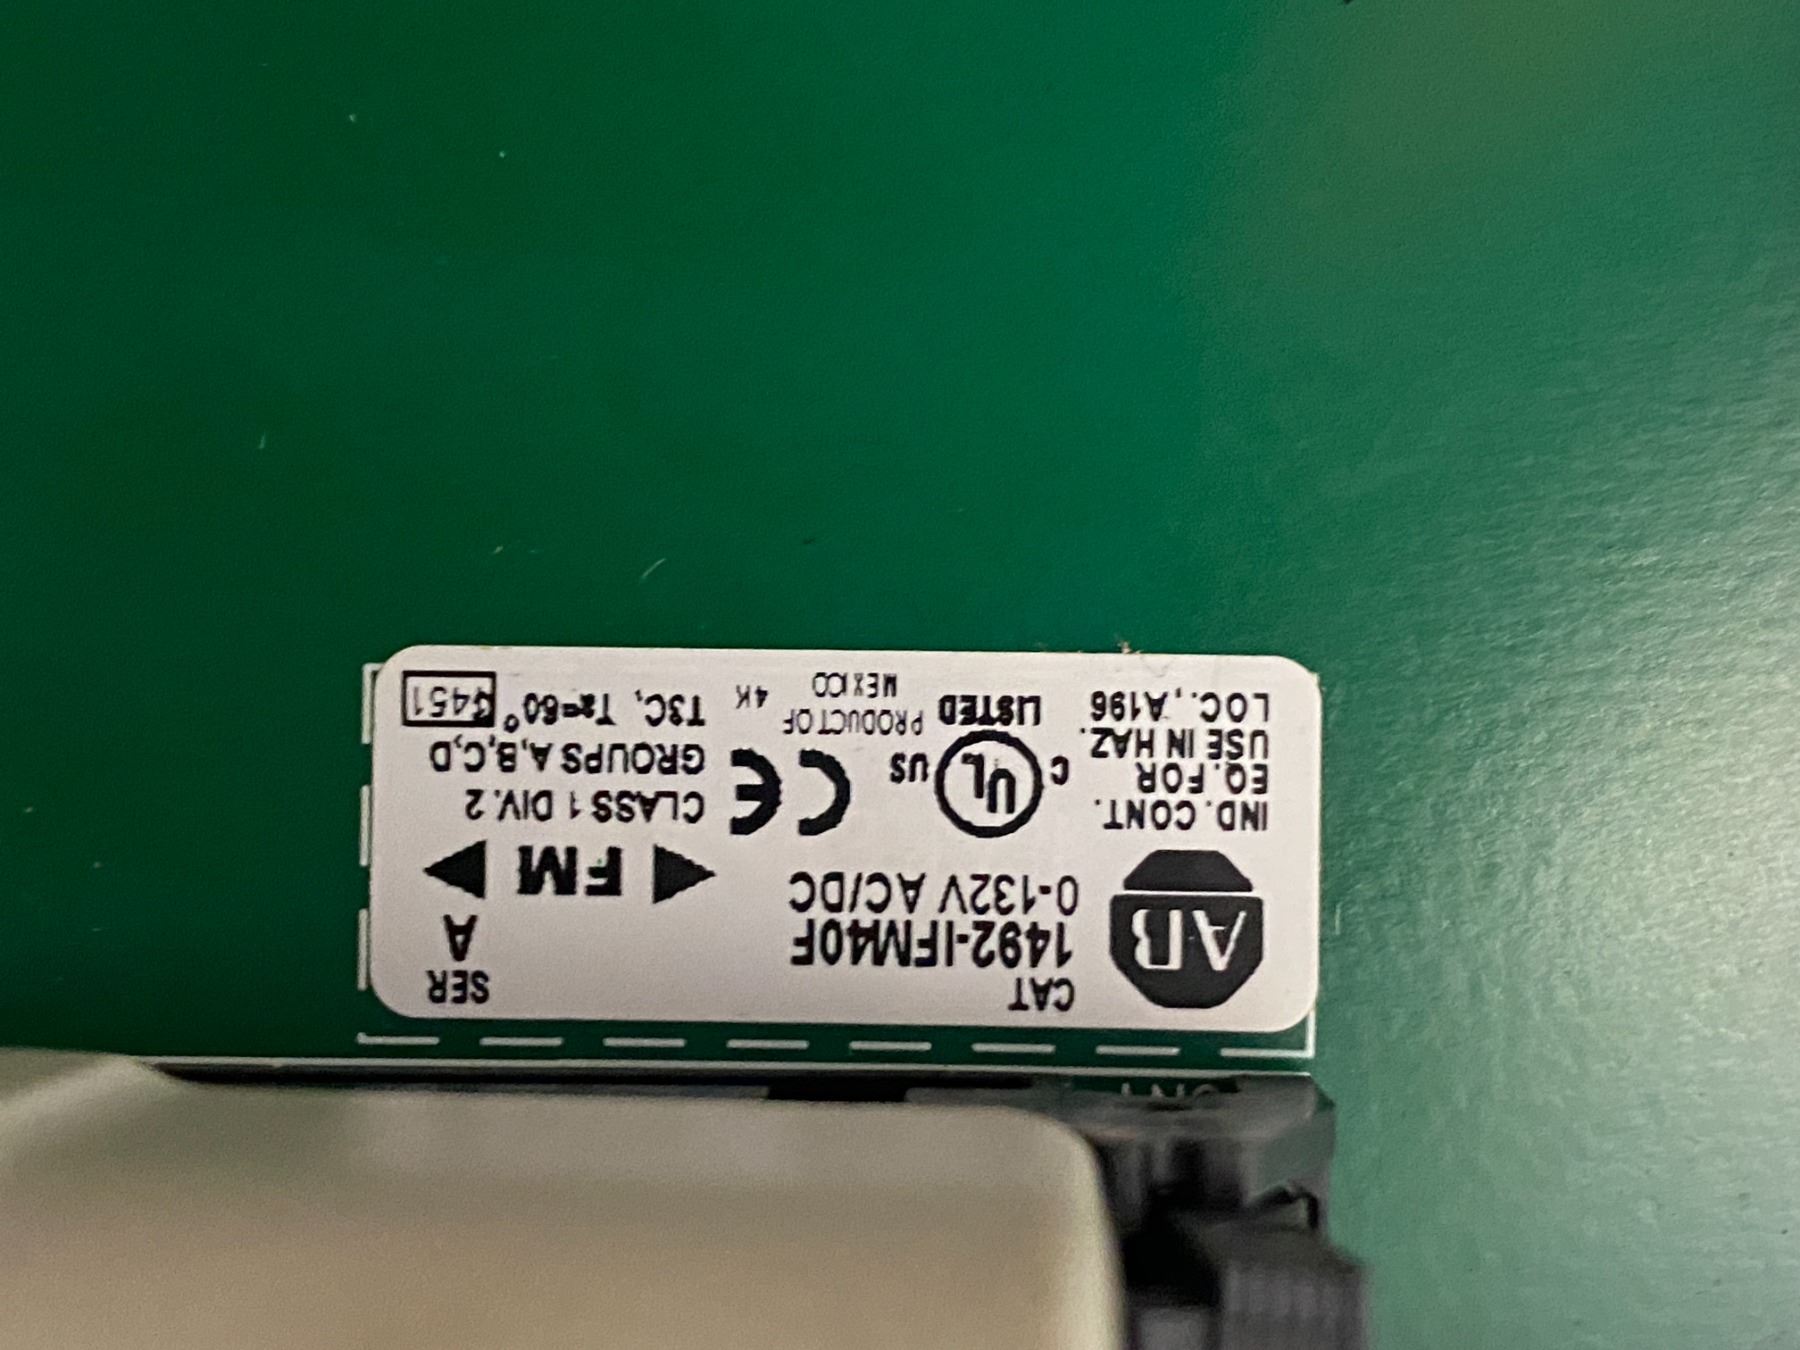 AB
CAT
1492-IFM40F
0-132V AC/DC
SER
A
FM
IND. CONT.
EQ. FOR
USE IN HAZ.
LOC., A196
C UL US
LISTED
CE
PRODUCT OF
MEXICO
4K
CLASS 1 DIV. 2
GROUPS A,B,C,D
T3C, Ta=60°